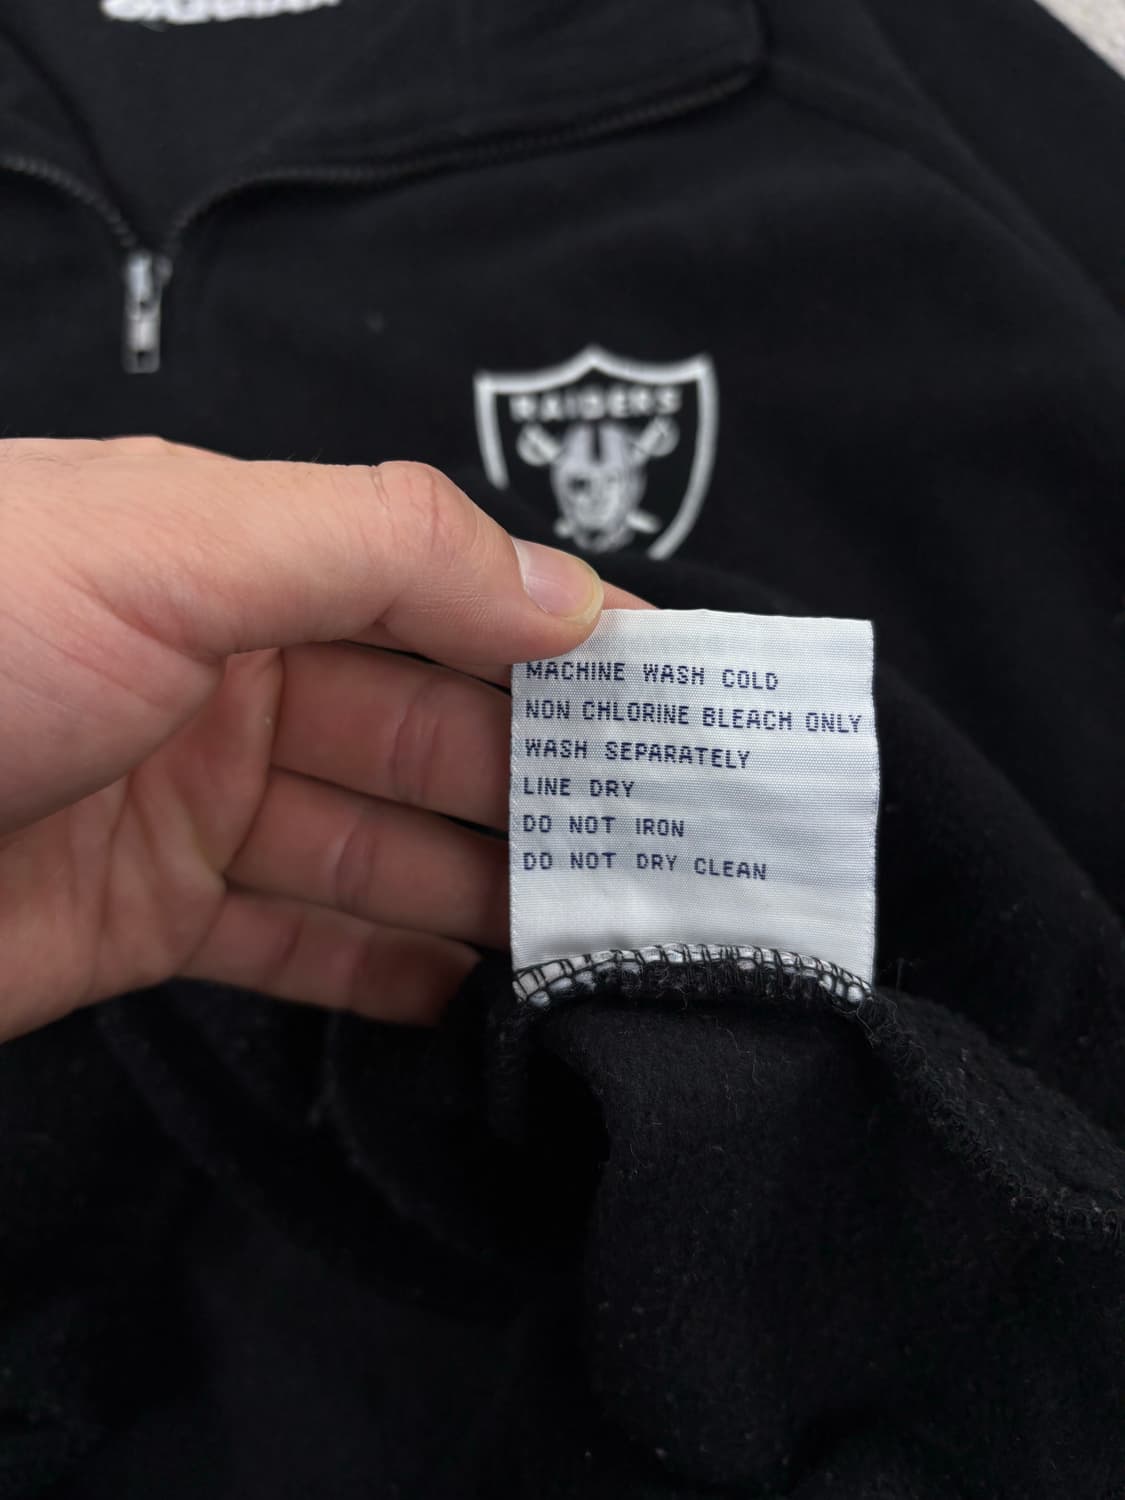 RAIDERS
MACHINE WASH COLD
NON CHLORINE BLEACH ONLY
WASH SEPARATELY
LINE DRY
DO NOT IRON
DO NOT DRY CLEAN